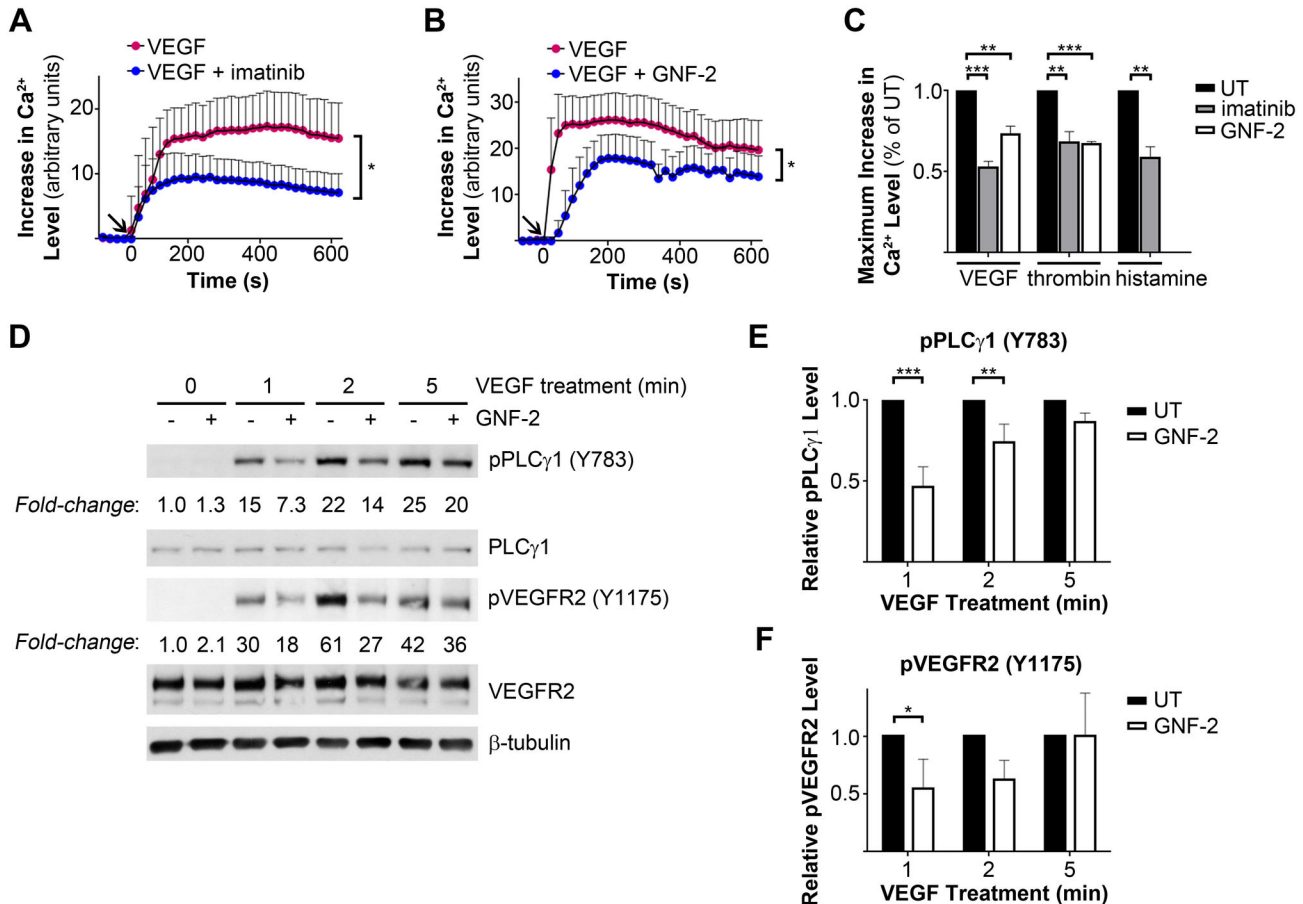 A
VEGF
VEGF + imatinib
Increase in Ca²⁺
Level (arbitrary units)
20
10
*
0
200
400
600
Time (s)
B
VEGF
VEGF + GNF-2
Increase in Ca²⁺
Level (arbitrary units)
30
20
10
*
0
200
400
600
Time (s)
C
Maximum Increase in
Ca²⁺ Level (% of UT)
1.0
0.5
**
***
***
**
**
UT
imatinib
GNF-2
VEGF
thrombin
histamine
D
0 1 2 5 VEGF treatment (min)
- + - + - + - + GNF-2
pPLCγ1 (Y783)
Fold-change: 1.0 1.3 15 7.3 22 14 25 20
PLCγ1
pVEGFR2 (Y1175)
Fold-change: 1.0 2.1 30 18 61 27 42 36
VEGFR2
β-tubulin
E
pPLCγ1 (Y783)
Relative pPLCγ1 Level
1.0
0.5
***
**
UT
GNF-2
1 2 5
VEGF Treatment (min)
F
pVEGFR2 (Y1175)
Relative pVEGFR2 Level
1.0
0.5
*
UT
GNF-2
1 2 5
VEGF Treatment (min)